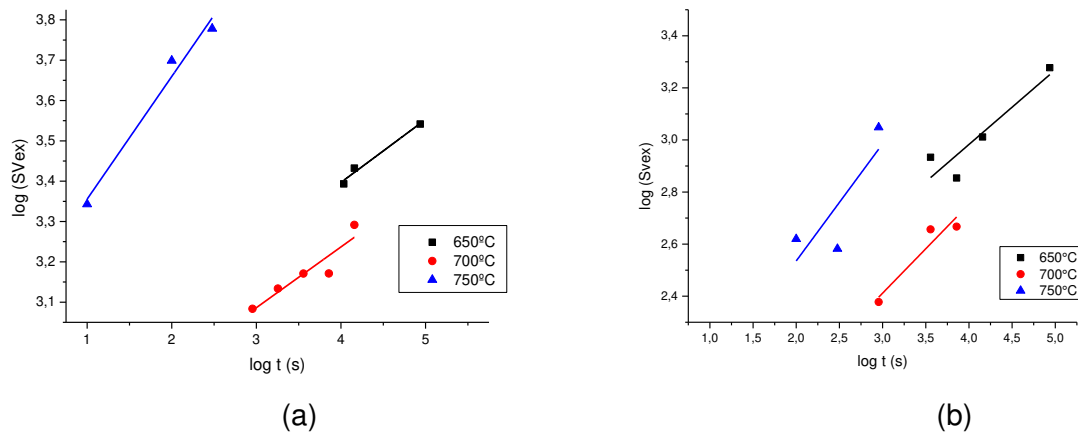 3,8
3,7
3,6
3,5
3,4
3,3
3,2
3,1
log (SVex)
1 2 3 4 5
log t (s)
650ºC
700ºC
750ºC
(a)
3,4
3,2
3,0
2,8
2,6
2,4
log (Svex)
1,0 1,5 2,0 2,5 3,0 3,5 4,0 4,5 5,0
log t (s)
650°C
700°C
750°C
(b)